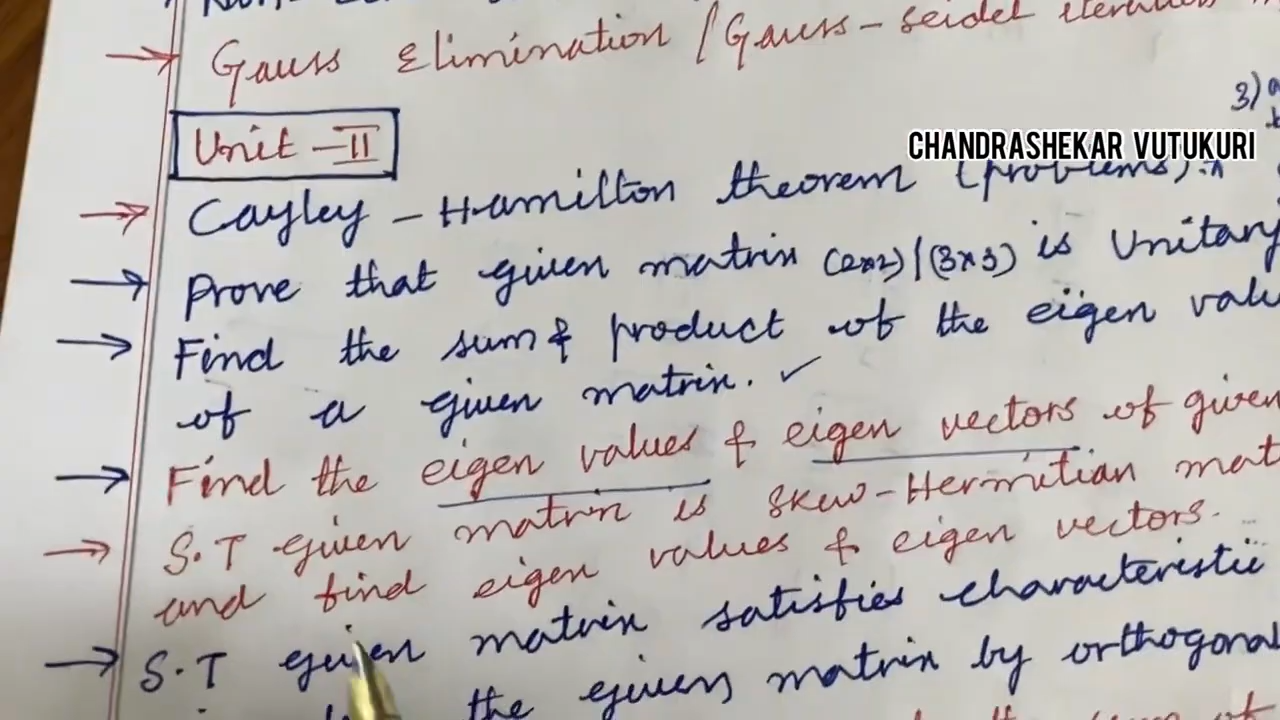 Gauss Elimination / Gauss - Seidel iteration
3)
Unit - II
CHANDRASHEKAR VUTUKURI
Cayley - Hamilton theorem (problems).*
Prove that given matrix (2x2) / (3x3) is Unitary
Find the sum & product of the eigen valu
of a given matrix. ✓
Find the eigen values & eigen vectors of given
S.T given matrix is Skew-Hermitian mat
and find eigen values & eigen vectors.
S.T given matrix satisfies characteristic
the given matrix by orthogonal